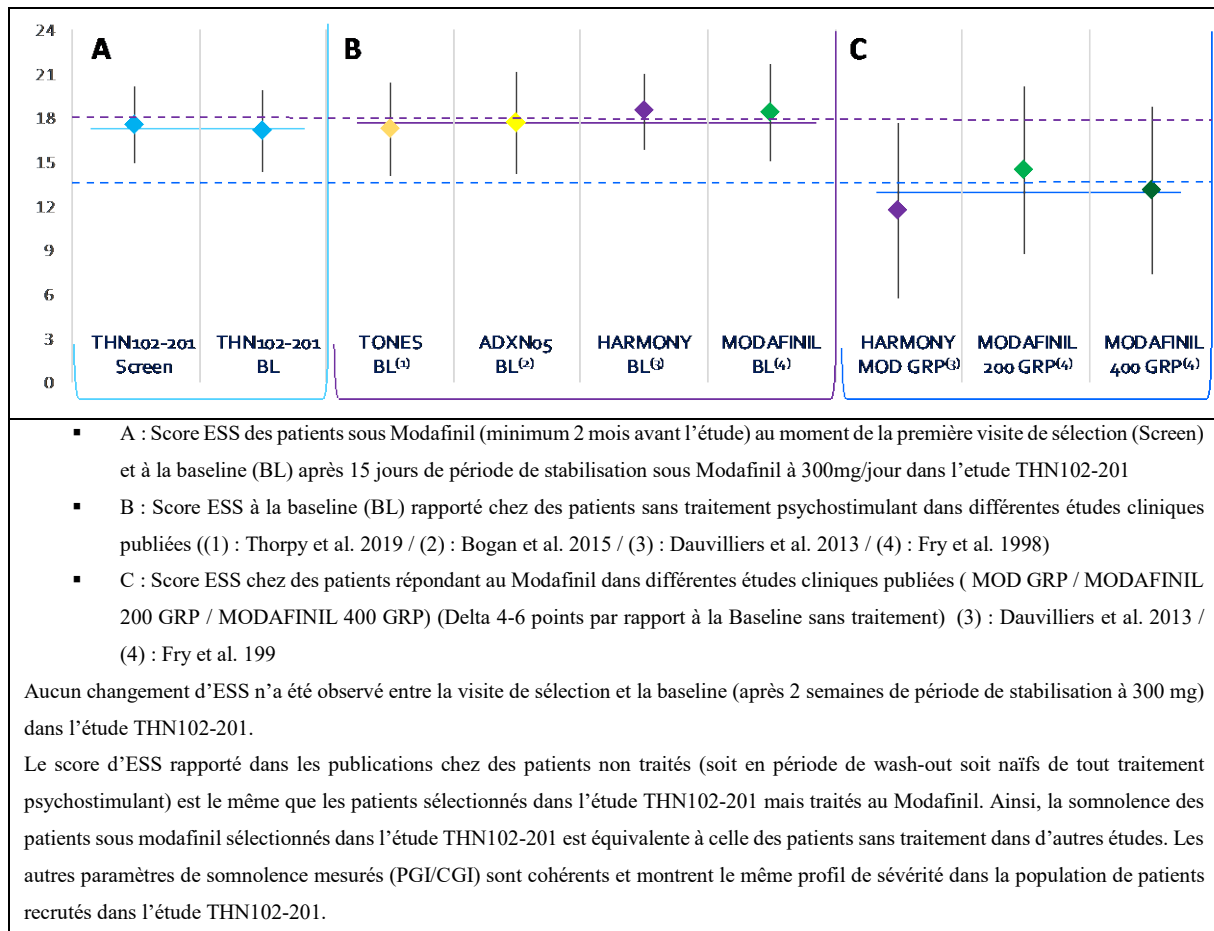 24
21
18
15
12
9
6
3
0
A
B
C
THN102-201
Screen
THN102-201
BL
TONES
BL(1)
ADXN05
BL(2)
HARMONY
BL(3)
MODAFINIL
BL(4)
HARMONY
MOD GRP(3)
MODAFINIL
200 GRP(4)
MODAFINIL
400 GRP(4)
▪ A : Score ESS des patients sous Modafinil (minimum 2 mois avant l’étude) au moment de la première visite de sélection (Screen)
et à la baseline (BL) après 15 jours de période de stabilisation sous Modafinil à 300mg/jour dans l’etude THN102-201
▪ B : Score ESS à la baseline (BL) rapporté chez des patients sans traitement psychostimulant dans différentes études cliniques
publiées ((1) : Thorpy et al. 2019 / (2) : Bogan et al. 2015 / (3) : Dauvilliers et al. 2013 / (4) : Fry et al. 1998)
▪ C : Score ESS chez des patients répondant au Modafinil dans différentes études cliniques publiées ( MOD GRP / MODAFINIL
200 GRP / MODAFINIL 400 GRP) (Delta 4-6 points par rapport à la Baseline sans traitement) (3) : Dauvilliers et al. 2013 /
(4) : Fry et al. 199
Aucun changement d’ESS n’a été observé entre la visite de sélection et la baseline (après 2 semaines de période de stabilisation à 300 mg)
dans l’étude THN102-201.
Le score d’ESS rapporté dans les publications chez des patients non traités (soit en période de wash-out soit naïfs de tout traitement
psychostimulant) est le même que les patients sélectionnés dans l’étude THN102-201 mais traités au Modafinil. Ainsi, la somnolence des
patients sous modafinil sélectionnés dans l’étude THN102-201 est équivalente à celle des patients sans traitement dans d’autres études. Les
autres paramètres de somnolence mesurés (PGI/CGI) sont cohérents et montrent le même profil de sévérité dans la population de patients
recrutés dans l’étude THN102-201.